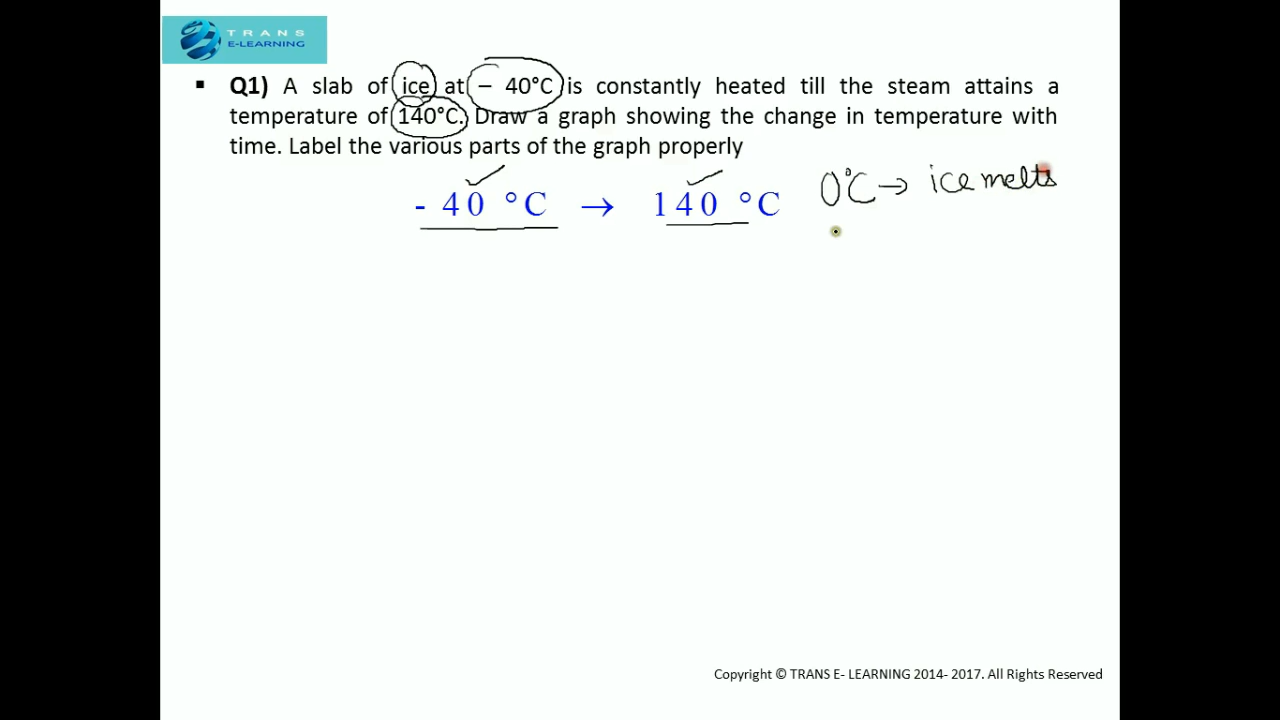 TRANS
E-LEARNING
▪ Q1) A slab of ice at – 40°C is constantly heated till the steam attains a
temperature of 140°C. Draw a graph showing the change in temperature with
time. Label the various parts of the graph properly
- 40 °C → 140 °C
0°C → ice melts
Copyright © TRANS E- LEARNING 2014- 2017. All Rights Reserved